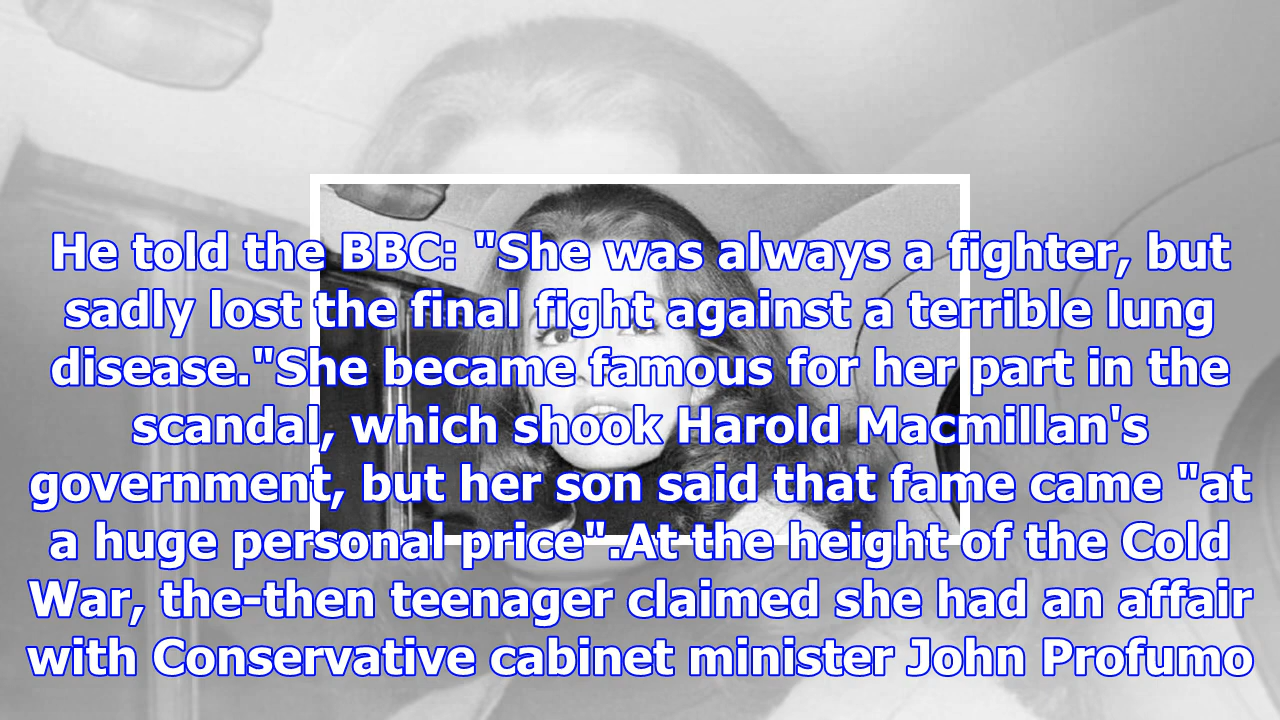 He told the BBC: "She was always a fighter, but
sadly lost the final fight against a terrible lung
disease."She became famous for her part in the
scandal, which shook Harold Macmillan's
government, but her son said that fame came "at
a huge personal price".At the height of the Cold
War, the-then teenager claimed she had an affair
with Conservative cabinet minister John Profumo